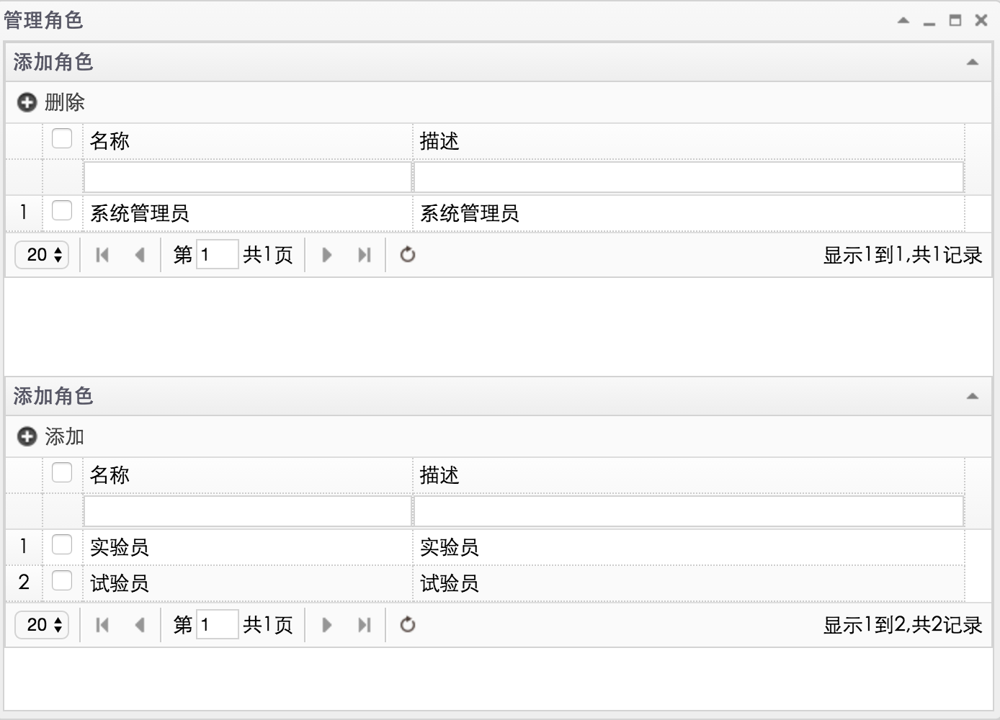 管理角色
添加角色
删除
名称 描述
1 系统管理员 系统管理员
20 第 1 共1页 显示1到1,共1记录
添加角色
添加
名称 描述
1 实验员 实验员
2 试验员 试验员
20 第 1 共1页 显示1到2,共2记录